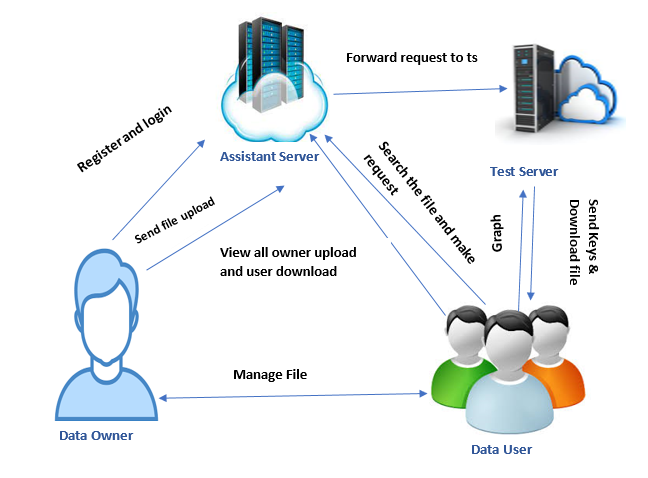 Forward request to ts
Register and login
Assistant Server
Search the file and make
request
Test Server
Send file upload
View all owner upload
and user download
Graph
Send Keys &
Download file
Manage File
Data Owner
Data User